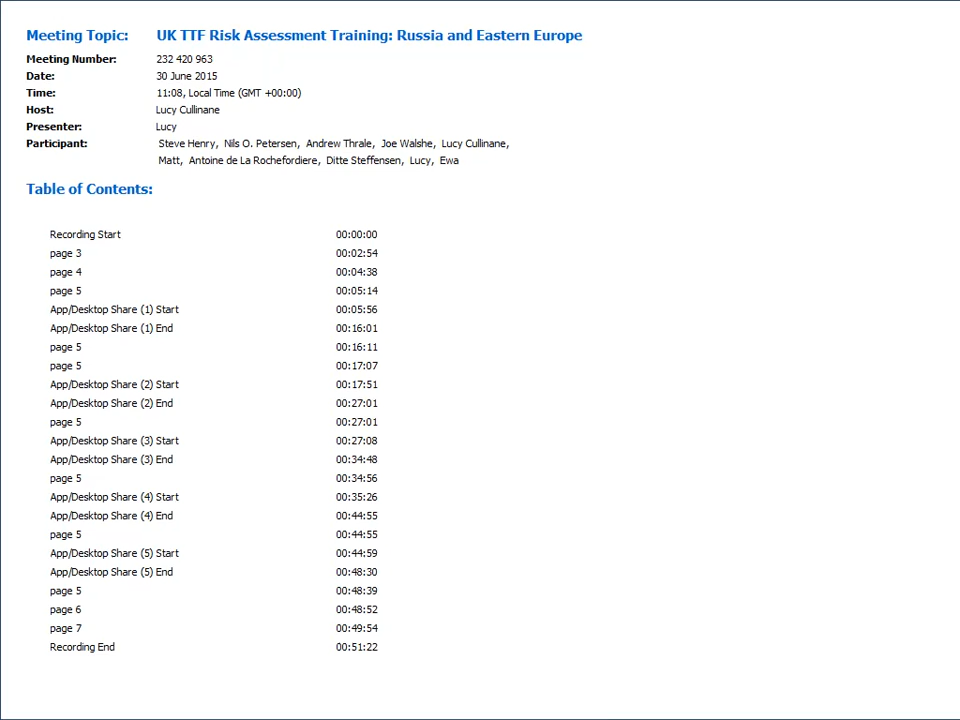 Meeting Topic: UK TTF Risk Assessment Training: Russia and Eastern Europe
Meeting Number: 232 420 963
Date: 30 June 2015
Time: 11:08, Local Time (GMT +00:00)
Host: Lucy Cullinane
Presenter: Lucy
Participant: Steve Henry, Nils O. Petersen, Andrew Thrale, Joe Walshe, Lucy Cullinane,
Matt, Antoine de La Rochefordiere, Ditte Steffensen, Lucy, Ewa
Table of Contents:
Recording Start 00:00:00
page 3 00:02:54
page 4 00:04:38
page 5 00:05:14
App/Desktop Share (1) Start 00:05:56
App/Desktop Share (1) End 00:16:01
page 5 00:16:11
page 5 00:17:07
App/Desktop Share (2) Start 00:17:51
App/Desktop Share (2) End 00:27:01
page 5 00:27:01
App/Desktop Share (3) Start 00:27:08
App/Desktop Share (3) End 00:34:48
page 5 00:34:56
App/Desktop Share (4) Start 00:35:26
App/Desktop Share (4) End 00:44:55
page 5 00:44:55
App/Desktop Share (5) Start 00:44:59
App/Desktop Share (5) End 00:48:30
page 5 00:48:39
page 6 00:48:52
page 7 00:49:54
Recording End 00:51:22